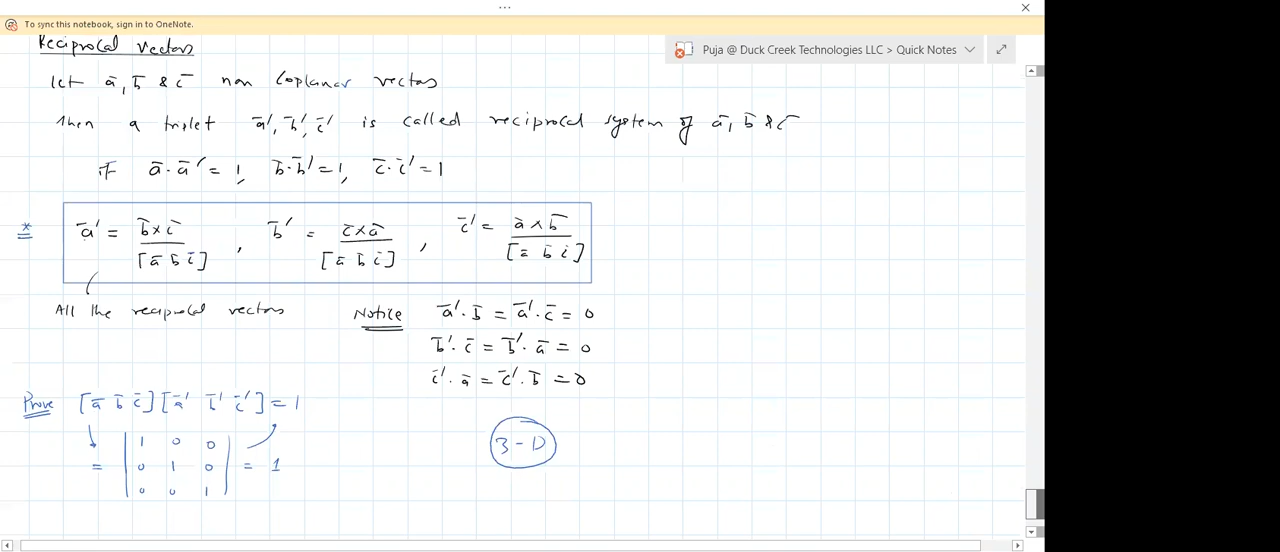 To sync this notebook, sign in to OneNote.
Puja @ Duck Creek Technologies LLC > Quick Notes
Reciprocal vectors
let a̅, b̅ & c̅ non coplanar vectors
Then a triplet a̅', b̅', c̅' is called reciprocal system of a̅, b̅ & c̅
if a̅·a̅' = 1, b̅·b̅' = 1, c̅·c̅' = 1
* a̅' = (b̅ × c̅)/[a̅ b̅ c̅], b̅' = (c̅ × a̅)/[a̅ b̅ c̅], c̅' = (a̅ × b̅)/[a̅ b̅ c̅]
All the reciprocal vectors
Notice a̅'·b̅ = a̅'·c̅ = 0
b̅'·c̅ = b̅'·a̅ = 0
c̅'·a̅ = c̅'·b̅ = 0
Prove [a̅ b̅ c̅][a̅' b̅' c̅'] = 1
| 1 0 0 |
= | 0 1 0 | = 1
| 0 0 1 |
3-D